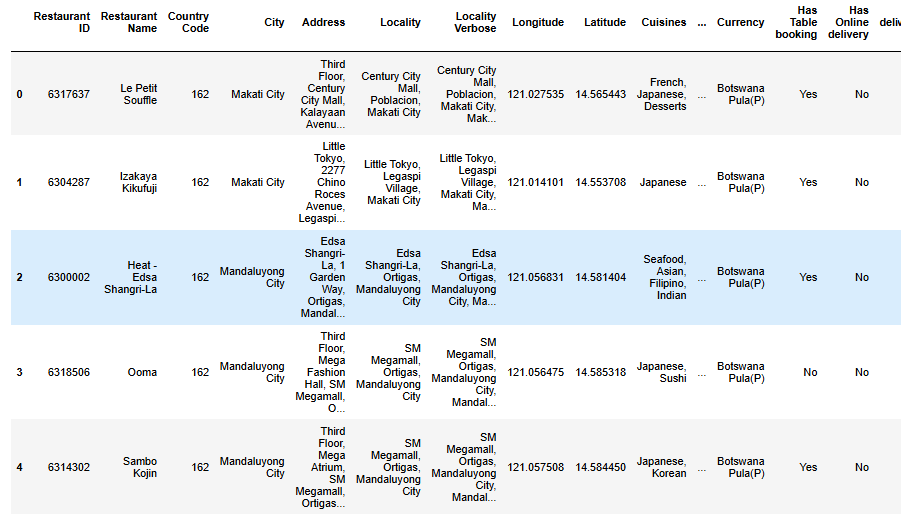 Restaurant ID Restaurant Name Country Code City Address Locality Locality Verbose Longitude Latitude Cuisines ... Currency Has Table booking Has Online delivery deliv
0 6317637 Le Petit Souffle 162 Makati City Third Floor, Century City Mall, Kalayaan Avenu... Century City Mall, Poblacion, Makati City Century City Mall, Poblacion, Makati City, Mak... 121.027535 14.565443 French, Japanese, Desserts ... Botswana Pula(P) Yes No
1 6304287 Izakaya Kikufuji 162 Makati City Little Tokyo, 2277 Chino Roces Avenue, Legaspi... Little Tokyo, Legaspi Village, Makati City Little Tokyo, Legaspi Village, Makati City, Ma... 121.014101 14.553708 Japanese ... Botswana Pula(P) Yes No
2 6300002 Heat - Edsa Shangri-La 162 Mandaluyong City Edsa Shangri-La, 1 Garden Way, Ortigas, Mandal... Edsa Shangri-La, Ortigas, Mandaluyong City Edsa Shangri-La, Ortigas, Mandaluyong City, Ma... 121.056831 14.581404 Seafood, Asian, Filipino, Indian ... Botswana Pula(P) Yes No
3 6318506 Ooma 162 Mandaluyong City Third Floor, Mega Fashion Hall, SM Megamall, O... SM Megamall, Ortigas, Mandaluyong City SM Megamall, Ortigas, Mandaluyong City, Mandal... 121.056475 14.585318 Japanese, Sushi ... Botswana Pula(P) No No
4 6314302 Sambo Kojin 162 Mandaluyong City Third Floor, Mega Atrium, SM Megamall, Ortigas... SM Megamall, Ortigas, Mandaluyong City SM Megamall, Ortigas, Mandaluyong City, Mandal... 121.057508 14.584450 Japanese, Korean ... Botswana Pula(P) Yes No